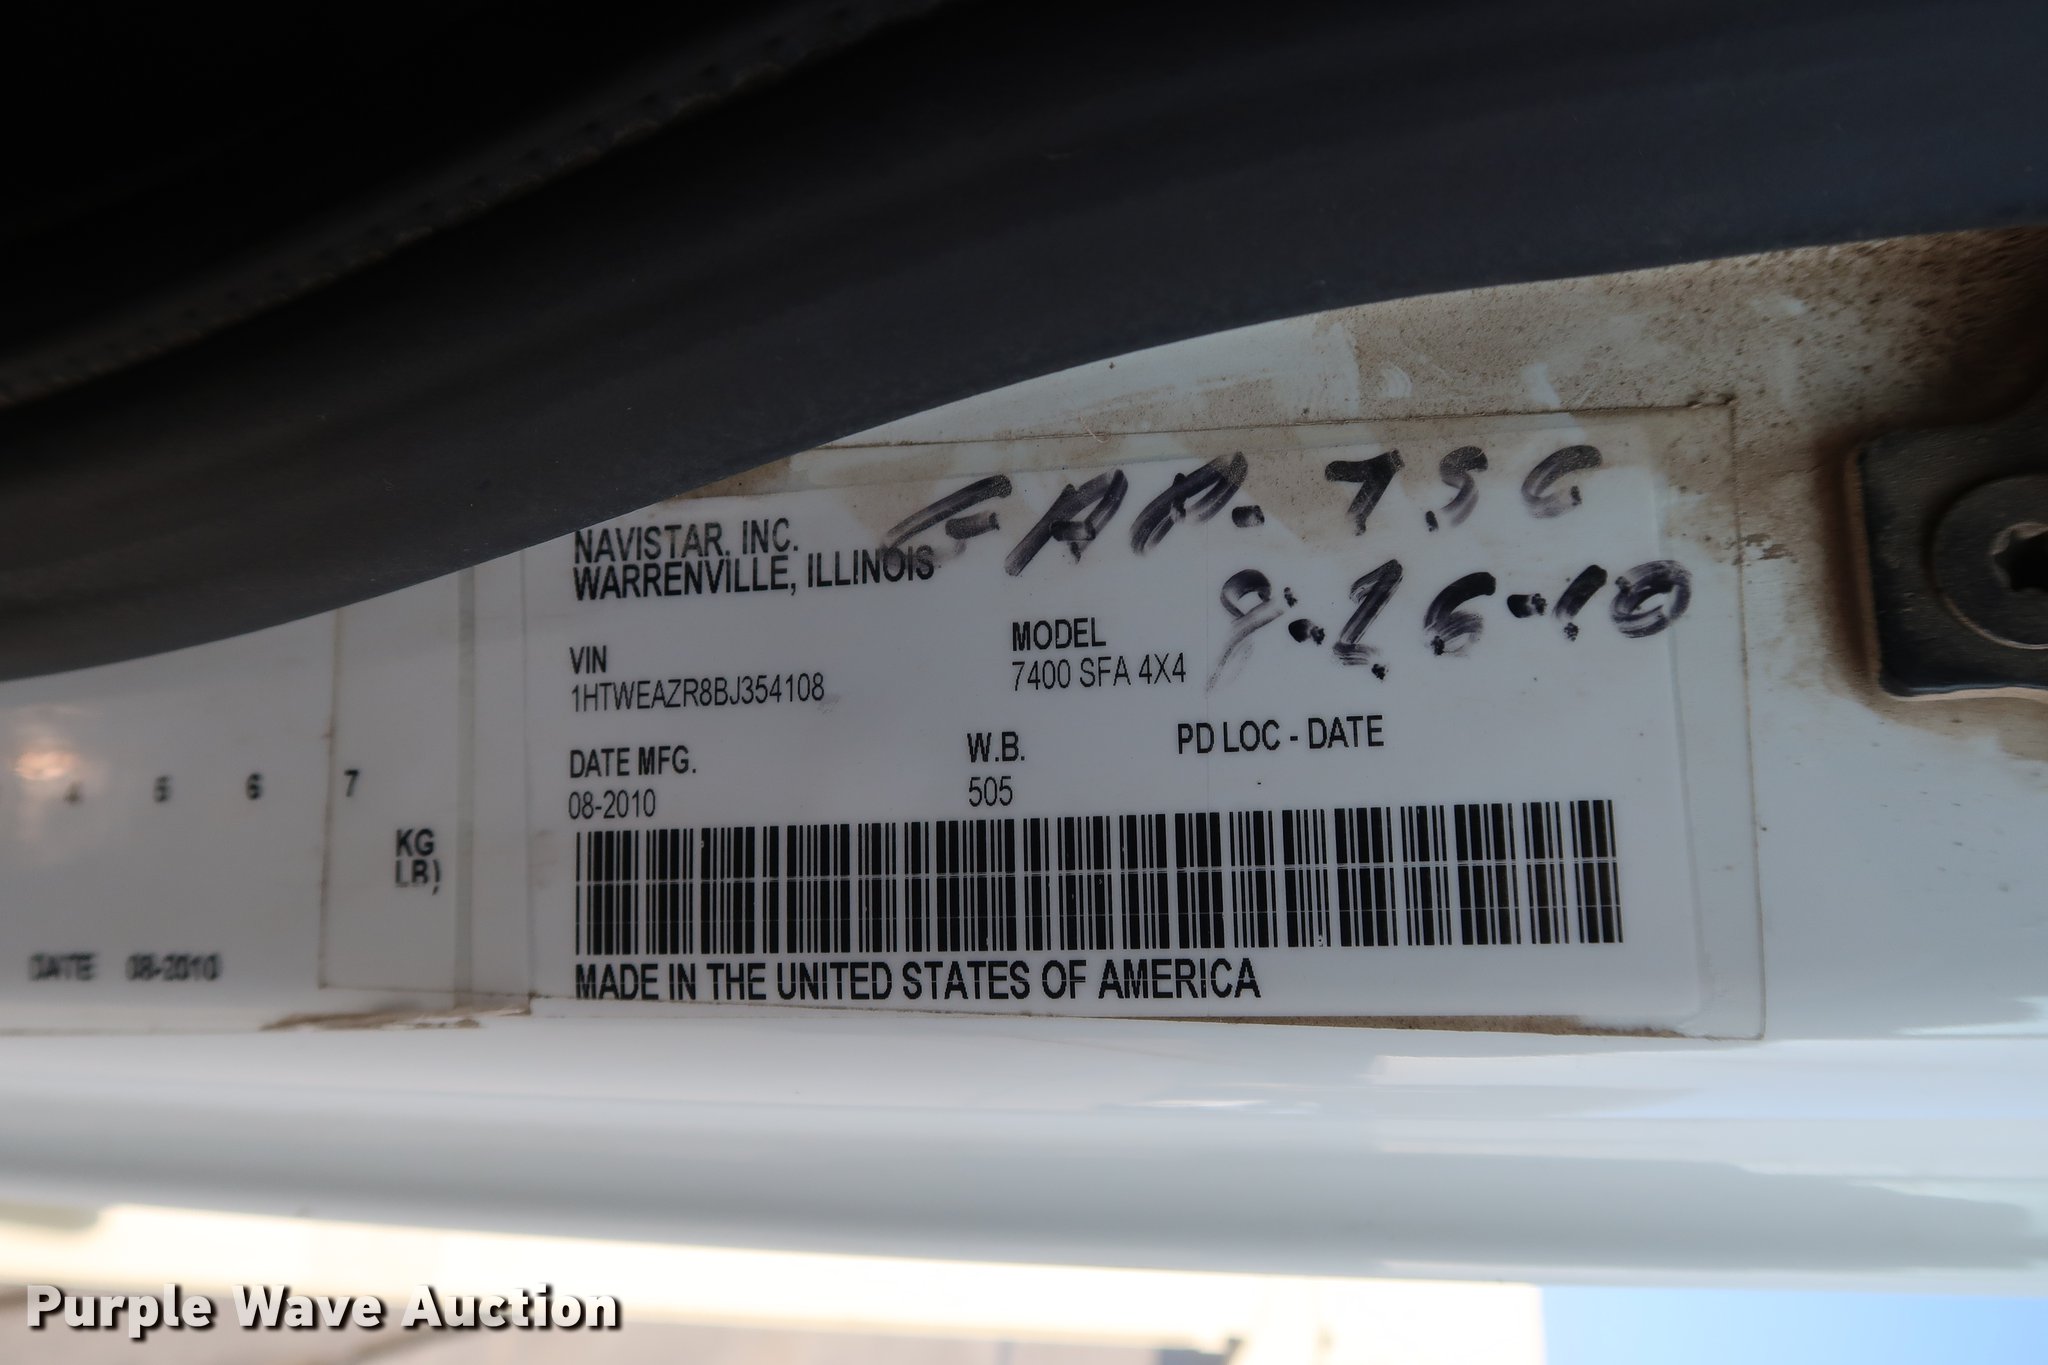 NAVISTAR, INC.
WARRENVILLE, ILLINOIS
9-26-10
VIN
1HTWEAZR8BJ354108
MODEL
7400 SFA 4X4
DATE MFG.
08-2010
W.B.
505
PD LOC - DATE
MADE IN THE UNITED STATES OF AMERICA
4 5 6 7
KG
LB)
DATE 08-2010
Purple Wave Auction